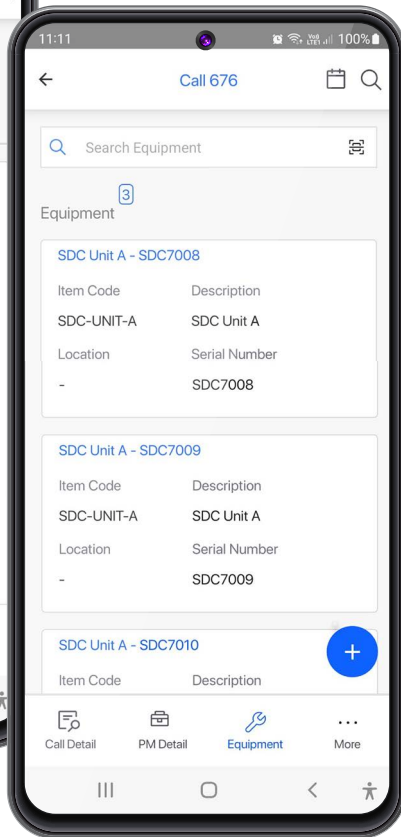 11:11 Vo)) LTE1 100%
Call 676
Search Equipment
3
Equipment
SDC Unit A - SDC7008
Item Code Description
SDC-UNIT-A SDC Unit A
Location Serial Number
- SDC7008
SDC Unit A - SDC7009
Item Code Description
SDC-UNIT-A SDC Unit A
Location Serial Number
- SDC7009
SDC Unit A - SDC7010
+
Item Code Description
Call Detail PM Detail Equipment More